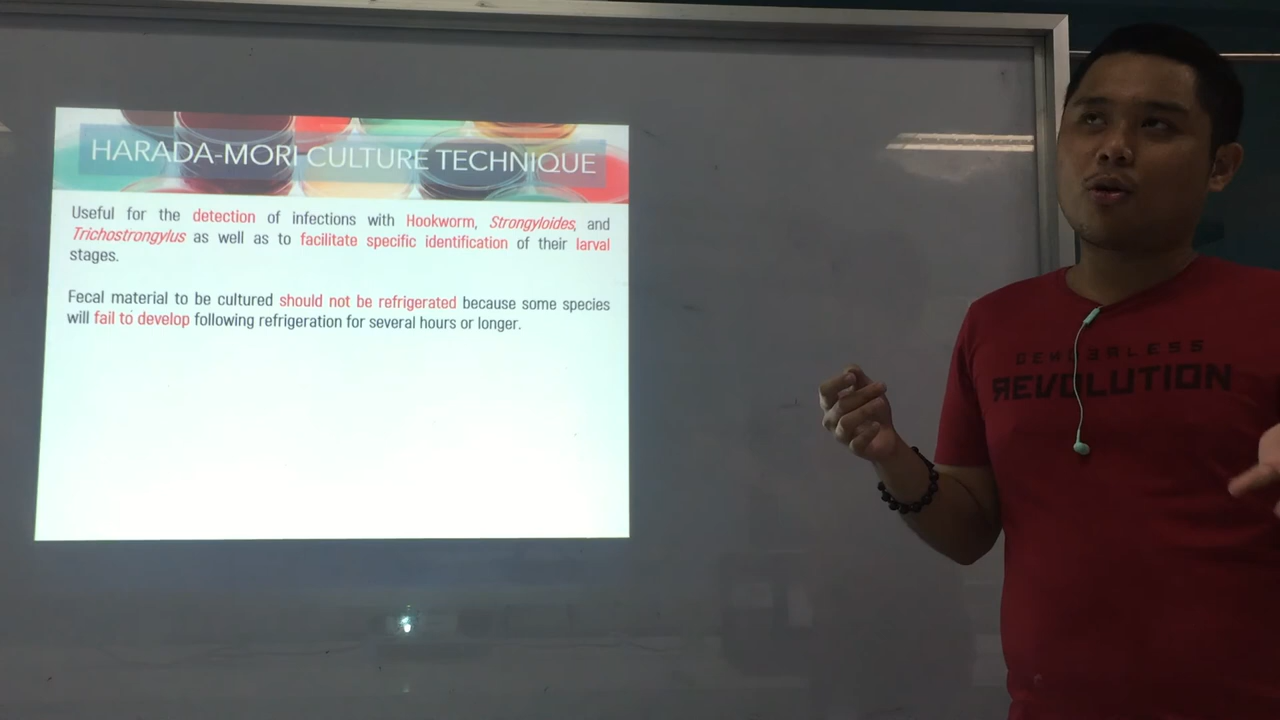 HARADA-MORI CULTURE TECHNIQUE
Useful for the detection of infections with Hookworm, Strongyloides, and
Trichostrongylus as well as to facilitate specific identification of their larval
stages.
Fecal material to be cultured should not be refrigerated because some species
will fail to develop following refrigeration for several hours or longer.
REVOLUTION